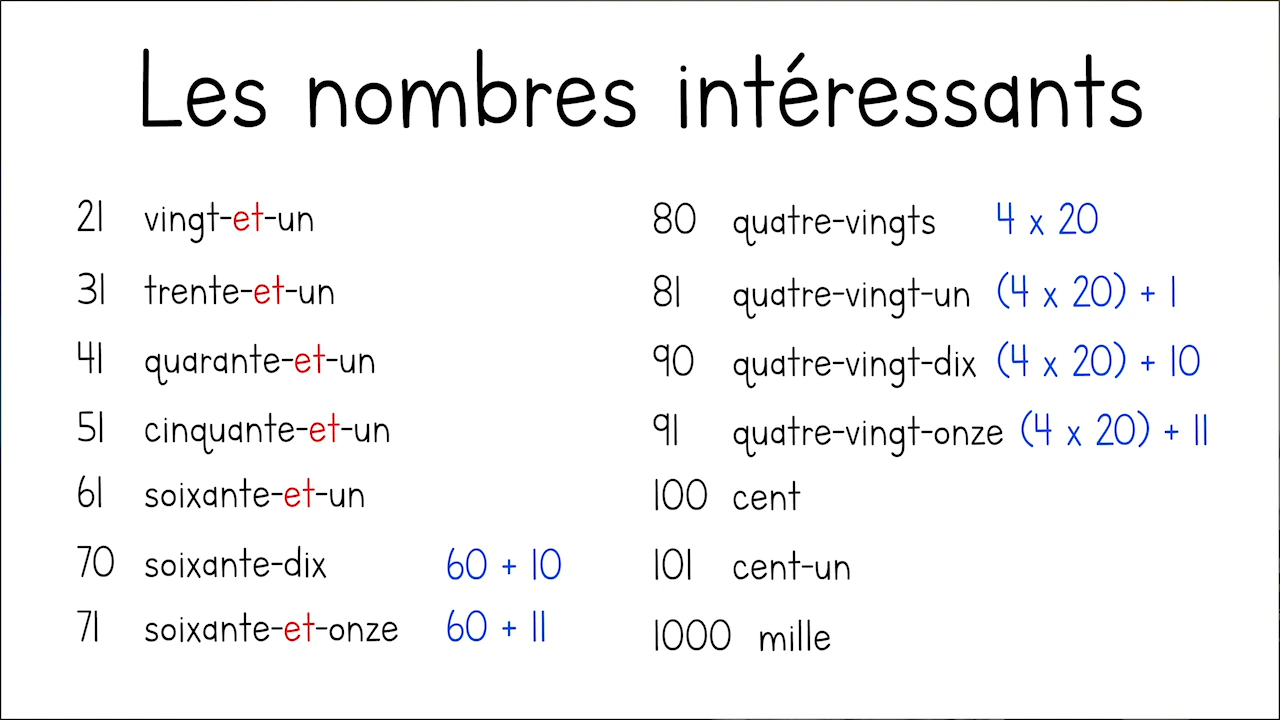 Les nombres intéressants
21 vingt-et-un
31 trente-et-un
41 quarante-et-un
51 cinquante-et-un
61 soixante-et-un
70 soixante-dix 60 + 10
71 soixante-et-onze 60 + 11
80 quatre-vingts 4 x 20
81 quatre-vingt-un (4 x 20) + 1
90 quatre-vingt-dix (4 x 20) + 10
91 quatre-vingt-onze (4 x 20) + 11
100 cent
101 cent-un
1000 mille